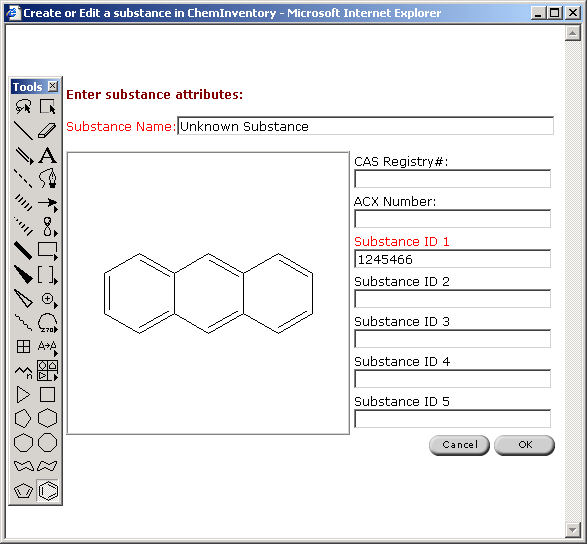 Create or Edit a substance in ChemInventory - Microsoft Internet Explorer
Tools
Enter substance attributes:
Substance Name: Unknown Substance
CAS Registry#:
ACX Number:
Substance ID 1
1245466
Substance ID 2
Substance ID 3
Substance ID 4
Substance ID 5
Cancel OK
A
270
A→A
n